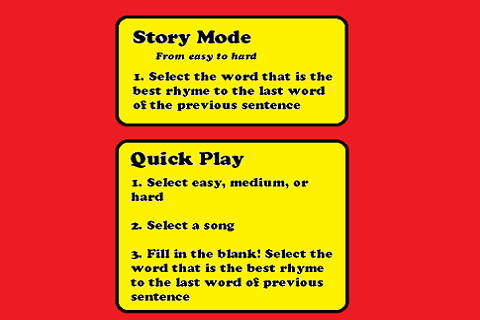 Story Mode
From easy to hard
1. Select the word that is the
best rhyme to the last word
of the previous sentence
Quick Play
1. Select easy, medium, or
hard
2. Select a song
3. Fill in the blank! Select the
word that is the best rhyme
to the last word of previous
sentence